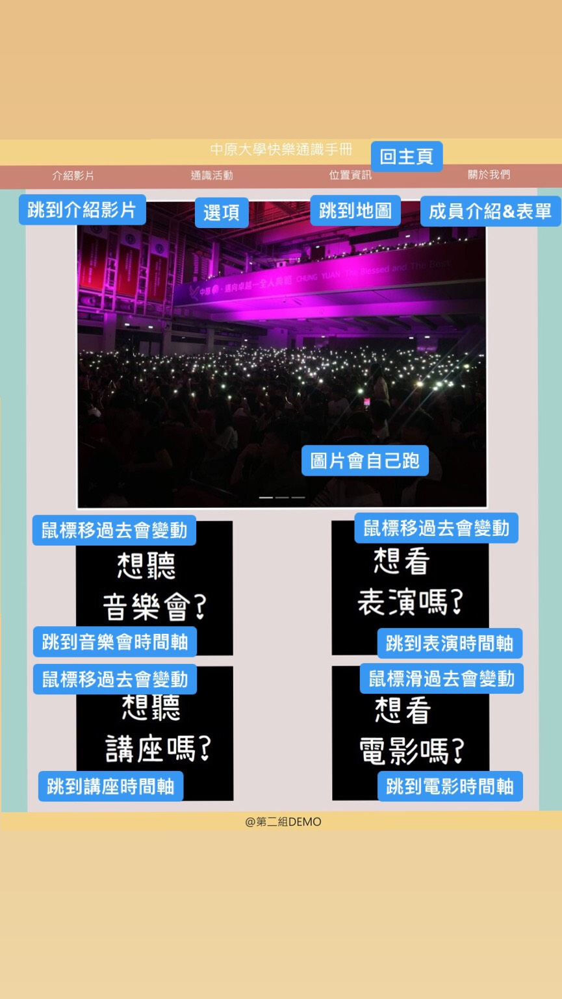 中原大學快樂通識手冊
回主頁
介紹影片
通識活動
位置資訊
關於我們
跳到介紹影片
選項
跳到地圖
成員介紹&表單
邁向卓越─全人典範 CHUNG YUAN The Blessed and The Best
圖片會自己跑
鼠標移過去會變動
想聽
音樂會?
跳到音樂會時間軸
鼠標移過去會變動
想看
表演嗎?
跳到表演時間軸
鼠標移過去會變動
想聽
講座嗎?
跳到講座時間軸
鼠標滑過去會變動
想看
電影嗎?
跳到電影時間軸
@第二組DEMO